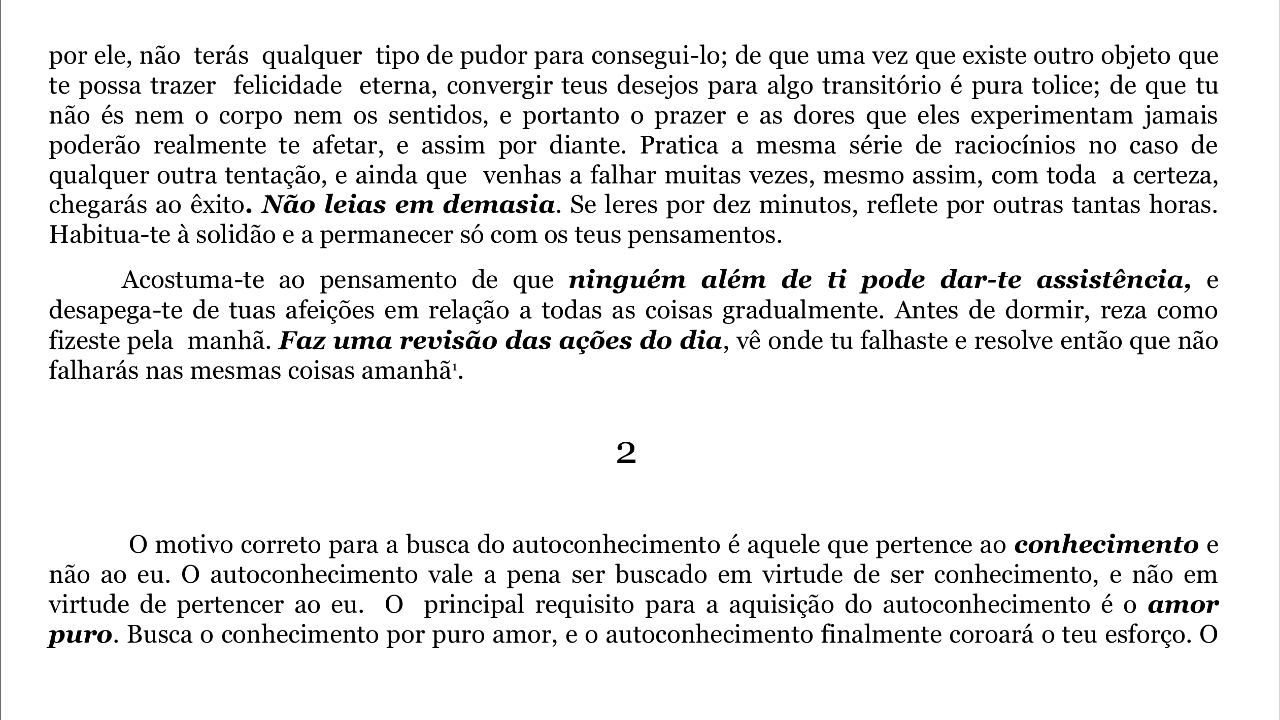 por ele, não terás qualquer tipo de pudor para consegui-lo; de que uma vez que existe outro objeto que
te possa trazer felicidade eterna, convergir teus desejos para algo transitório é pura tolice; de que tu
não és nem o corpo nem os sentidos, e portanto o prazer e as dores que eles experimentam jamais
poderão realmente te afetar, e assim por diante. Pratica a mesma série de raciocínios no caso de
qualquer outra tentação, e ainda que venhas a falhar muitas vezes, mesmo assim, com toda a certeza,
chegarás ao êxito. Não leias em demasia. Se leres por dez minutos, reflete por outras tantas horas.
Habitua-te à solidão e a permanecer só com os teus pensamentos.
Acostuma-te ao pensamento de que ninguém além de ti pode dar-te assistência, e
desapega-te de tuas afeições em relação a todas as coisas gradualmente. Antes de dormir, reza como
fizeste pela manhã. Faz uma revisão das ações do dia, vê onde tu falhaste e resolve então que não
falharás nas mesmas coisas amanhã¹.
2
O motivo correto para a busca do autoconhecimento é aquele que pertence ao conhecimento e
não ao eu. O autoconhecimento vale a pena ser buscado em virtude de ser conhecimento, e não em
virtude de pertencer ao eu. O principal requisito para a aquisição do autoconhecimento é o amor
puro. Busca o conhecimento por puro amor, e o autoconhecimento finalmente coroará o teu esforço. O